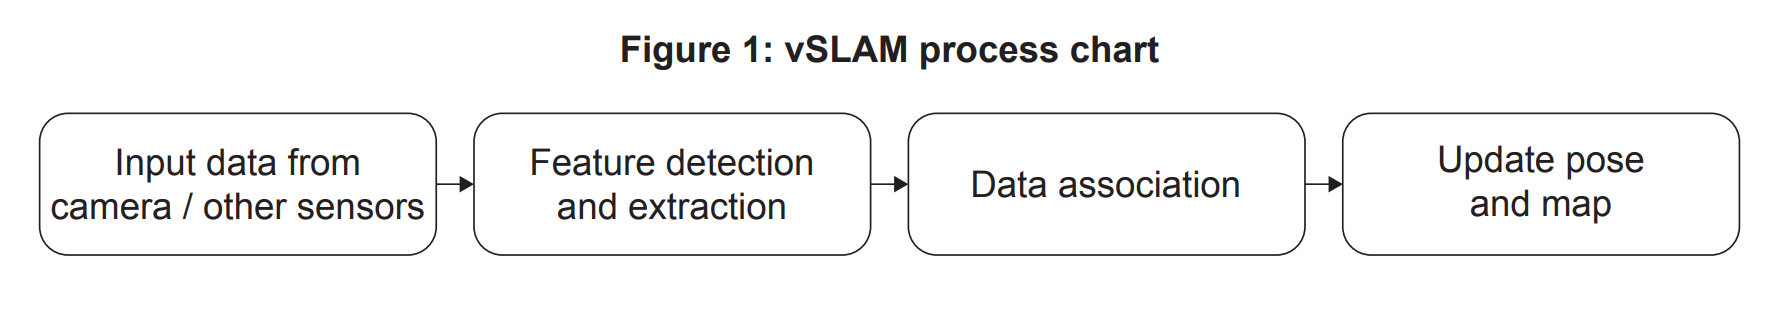 Figure 1: vSLAM process chart
Input data from
camera / other sensors
Feature detection
and extraction
Data association
Update pose
and map